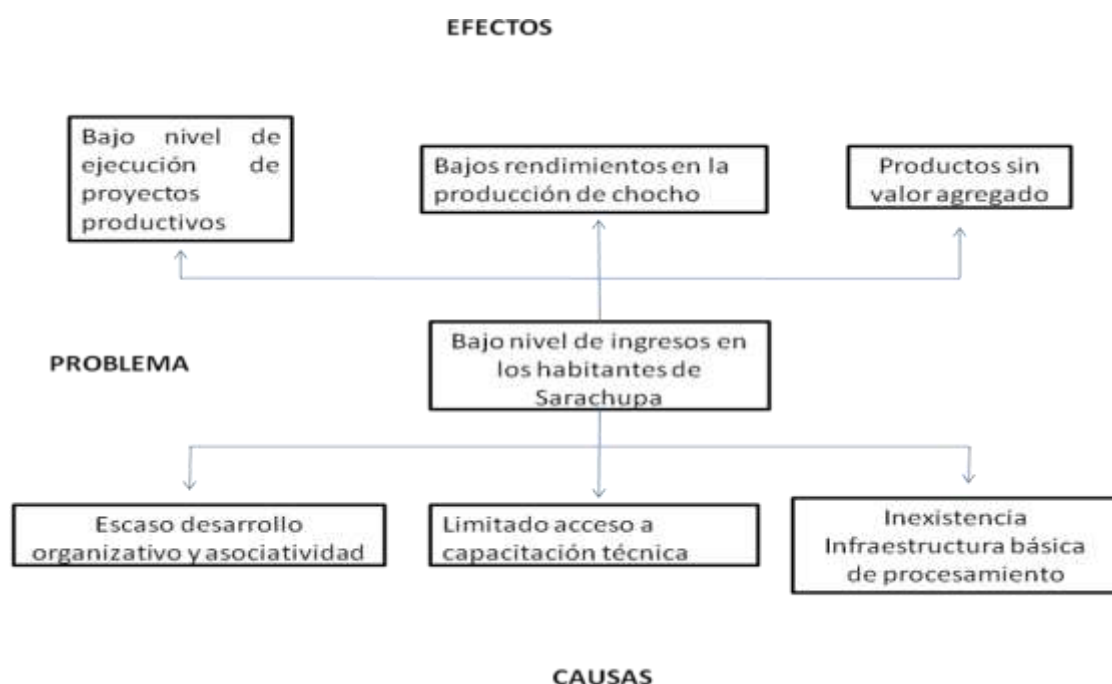 EFECTOS
Bajo nivel de
ejecución de
proyectos
productivos
Bajos rendimientos en la
producción de chocho
Productos sin
valor agregado
PROBLEMA
Bajo nivel de ingresos en
los habitantes de
Sarachupa
Escaso desarrollo
organizativo y asociatividad
Limitado acceso a
capacitación técnica
Inexistencia
Infraestructura básica
de procesamiento
CAUSAS